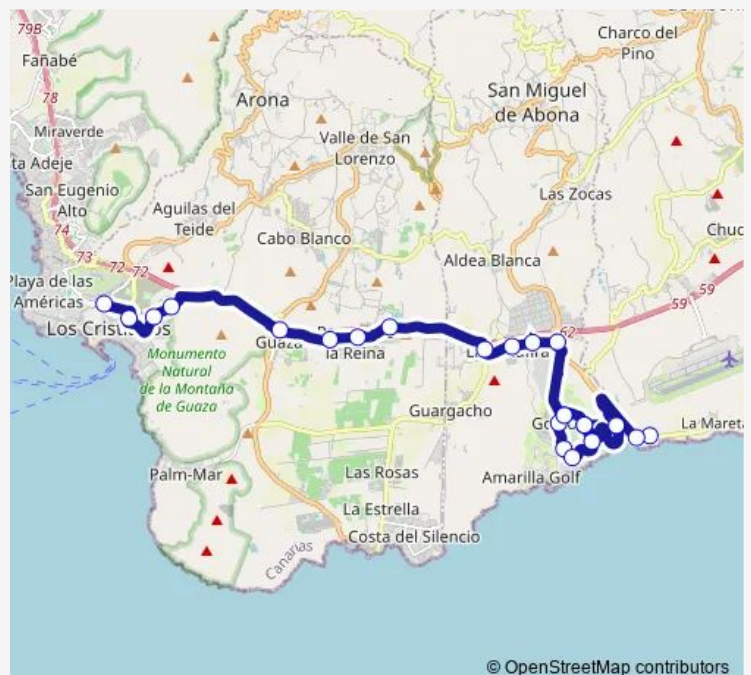 79B
Fañabé
78
Miraverde
ta Adeje
San Eugenio
Alto
74
73
72
72
Playa de las
Américas
Los Cristianos
Arona
Aguilas del
Teide
Cabo Blanco
Valle de San
Lorenzo
Charco del
Pino
San Miguel
de Abona
Las Zocas
Chuc
Aldea Blanca
59
59
62
Guaza
la Reina
Monumento
Natural
de la Montaña
de Guaza
Guargacho
La Mareta
Palm-Mar
Las Rosas
Amarilla Golf
La Estrella
Costa del Silencio
Canarias
© OpenStreetMap contributors